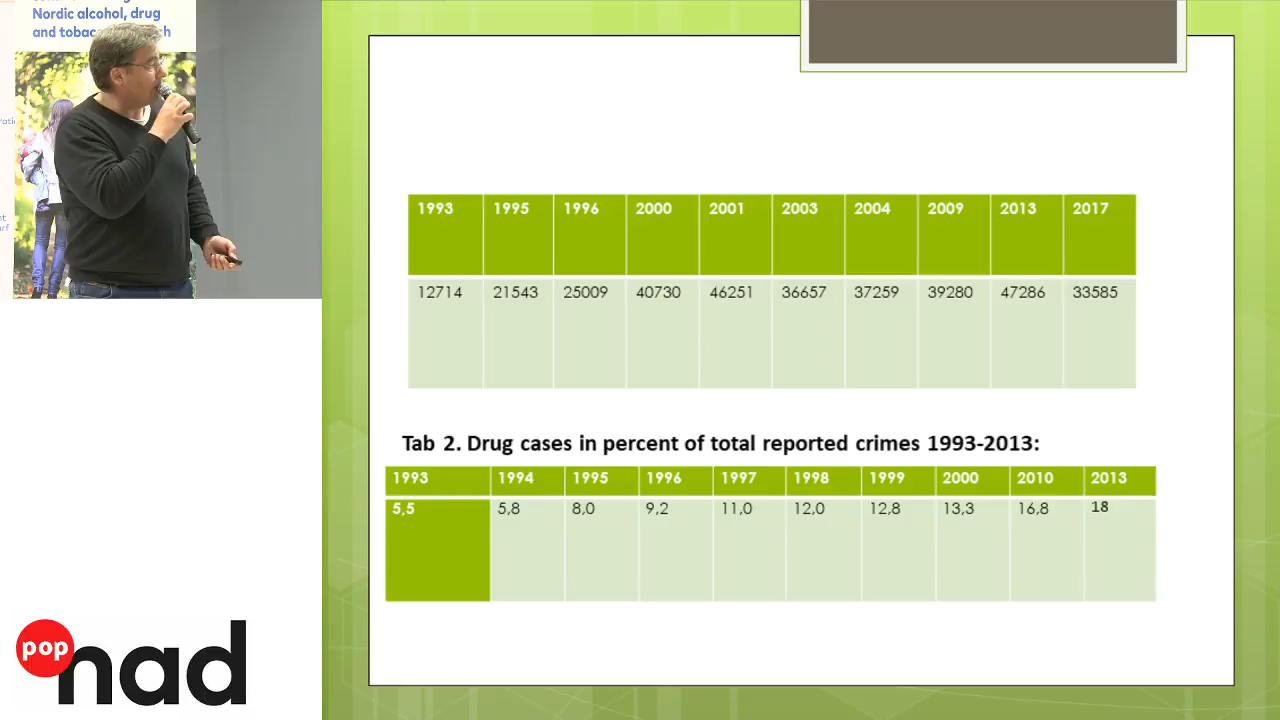 Nordic alcohol, drug
and tobac
1993 1995 1996 2000 2001 2003 2004 2009 2013 2017
12714 21543 25009 40730 46251 36657 37259 39280 47286 33585
Tab 2. Drug cases in percent of total reported crimes 1993-2013:
1993 1994 1995 1996 1997 1998 1999 2000 2010 2013
5,5 5,8 8,0 9,2 11,0 12,0 12,8 13,3 16,8 18
pop
nad